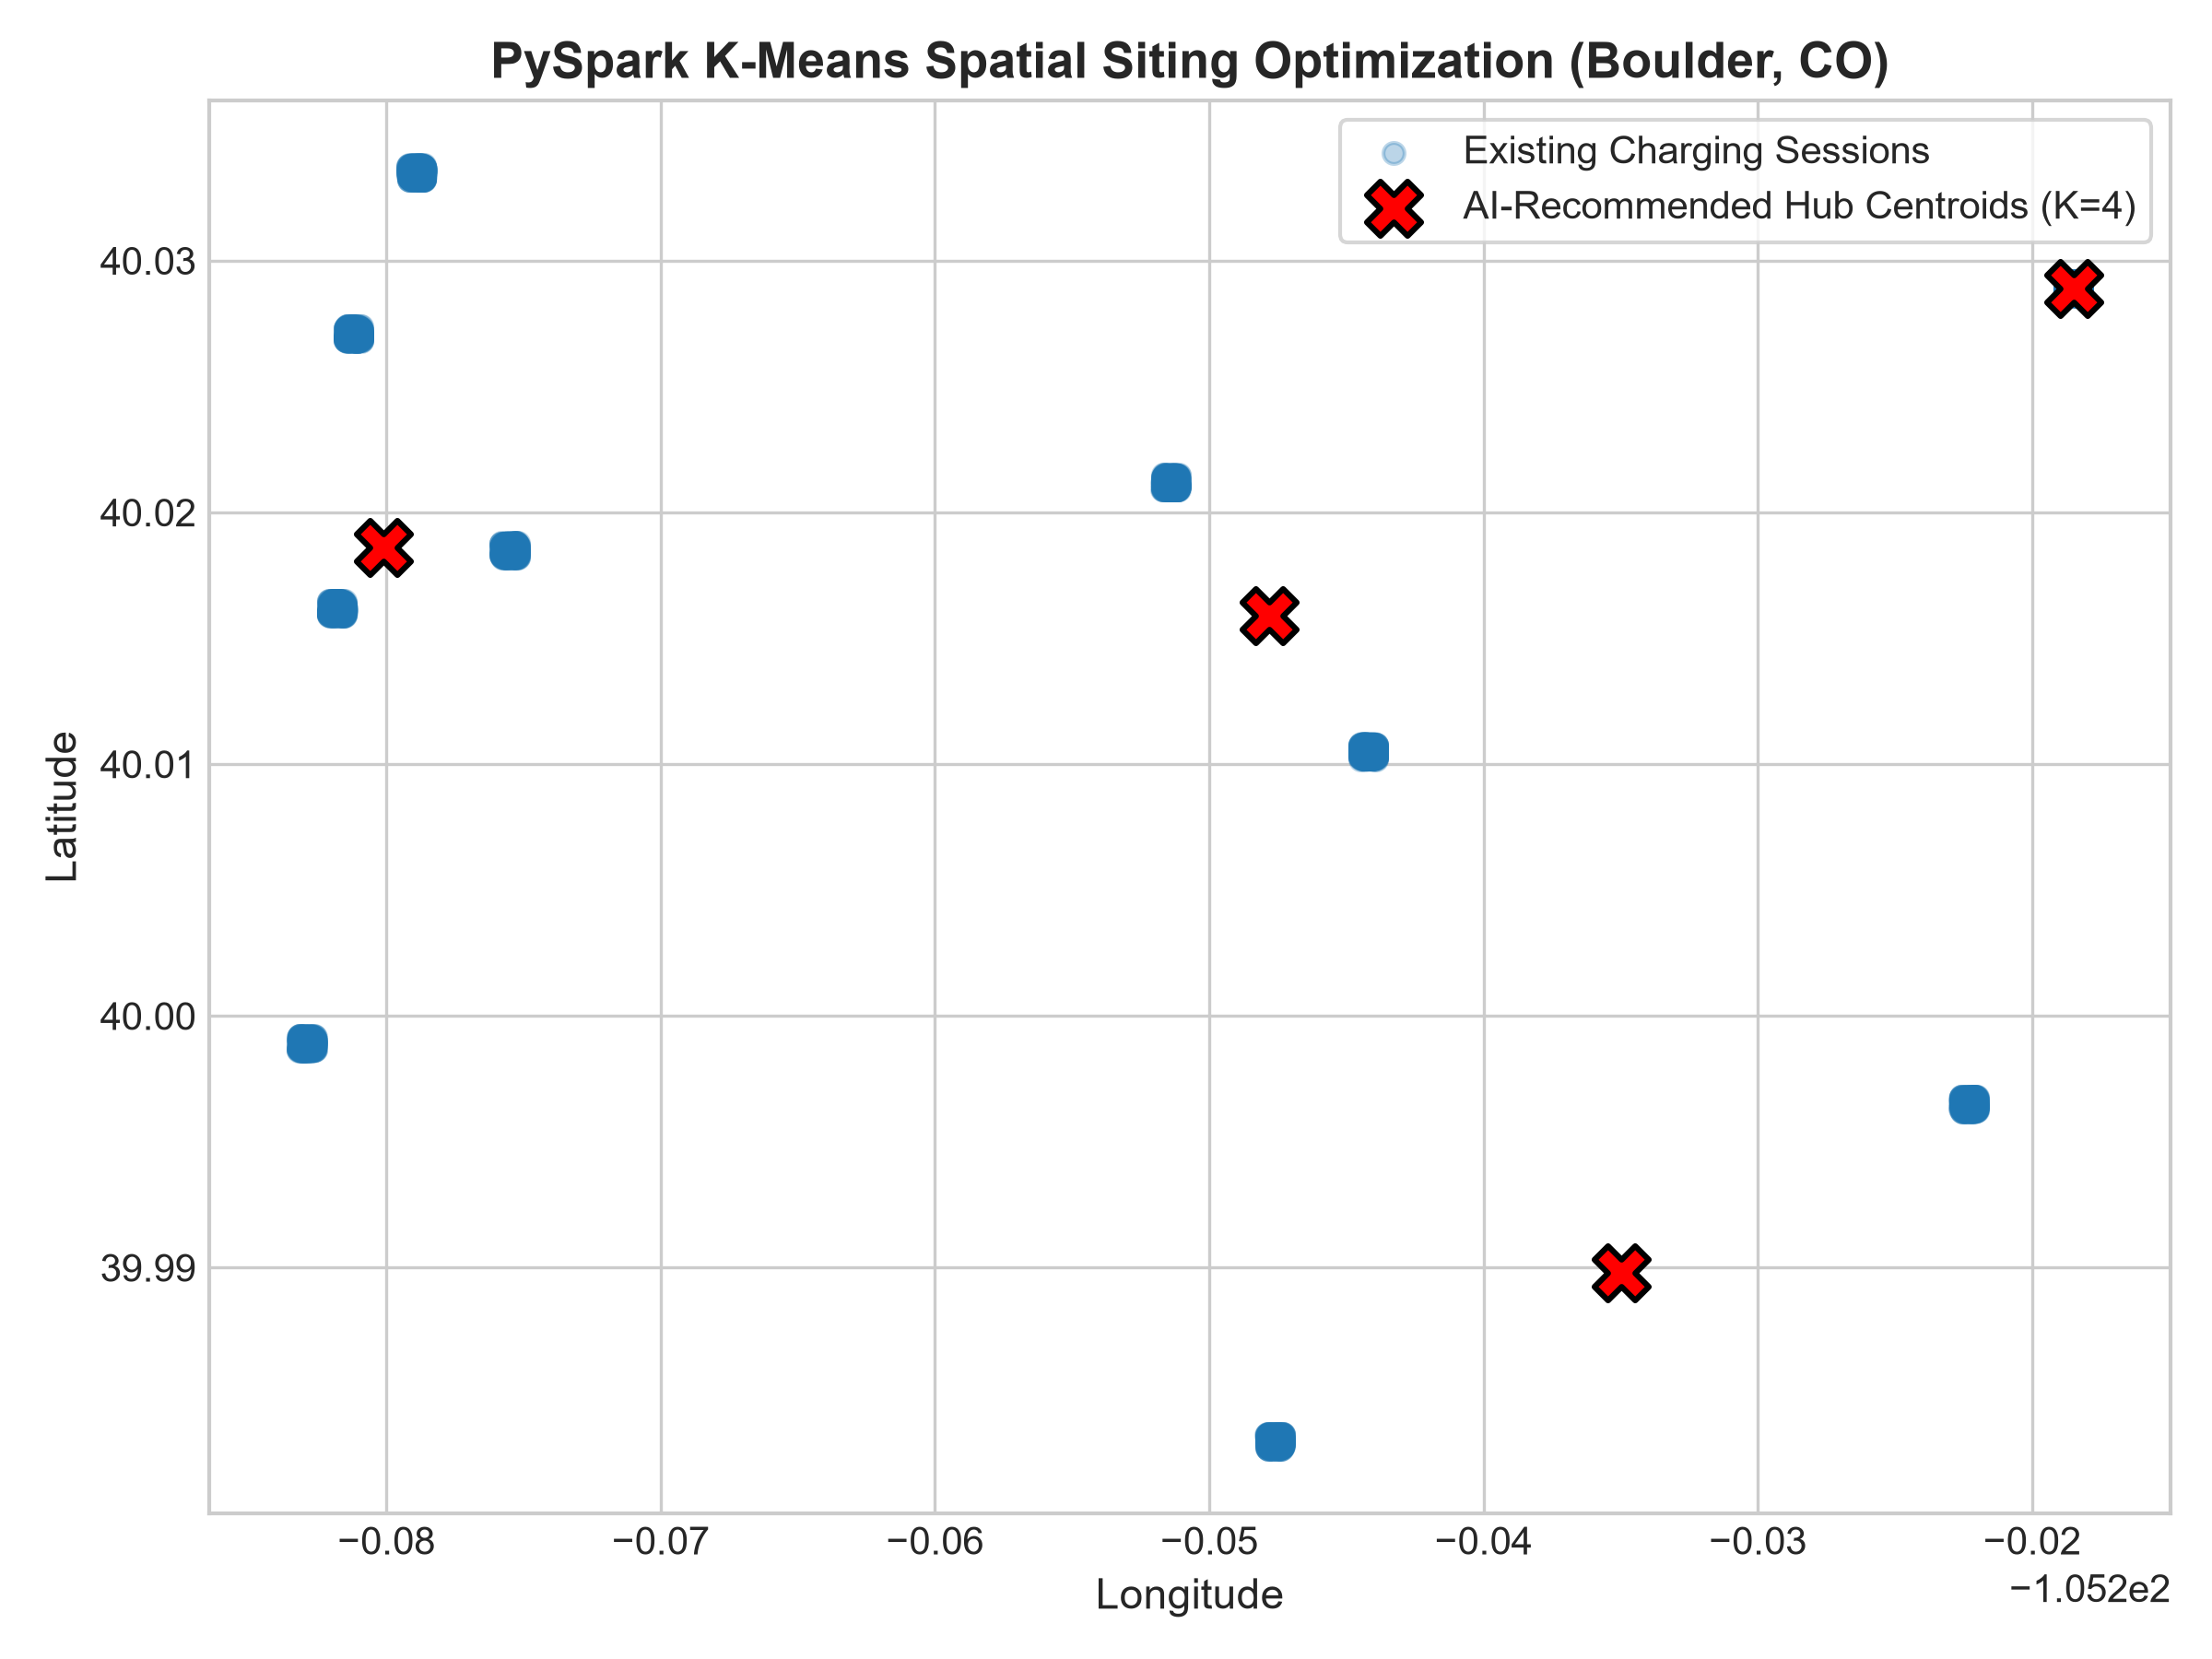 PySpark K-Means Spatial Siting Optimization (Boulder, CO)
Existing Charging Sessions
AI-Recommended Hub Centroids (K=4)
40.03
40.02
40.01
40.00
39.99
Latitude
−0.08
−0.07
−0.06
−0.05
−0.04
−0.03
−0.02
Longitude
−1.052e2